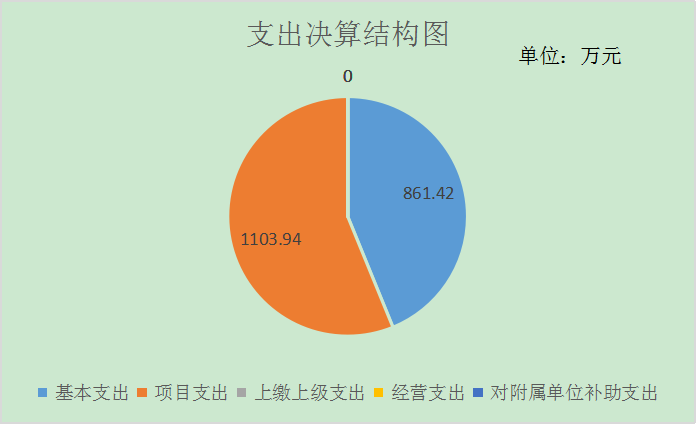 支出决算结构图
单位：万元
0
861.42
1103.94
基本支出 项目支出 上缴上级支出 经营支出 对附属单位补助支出